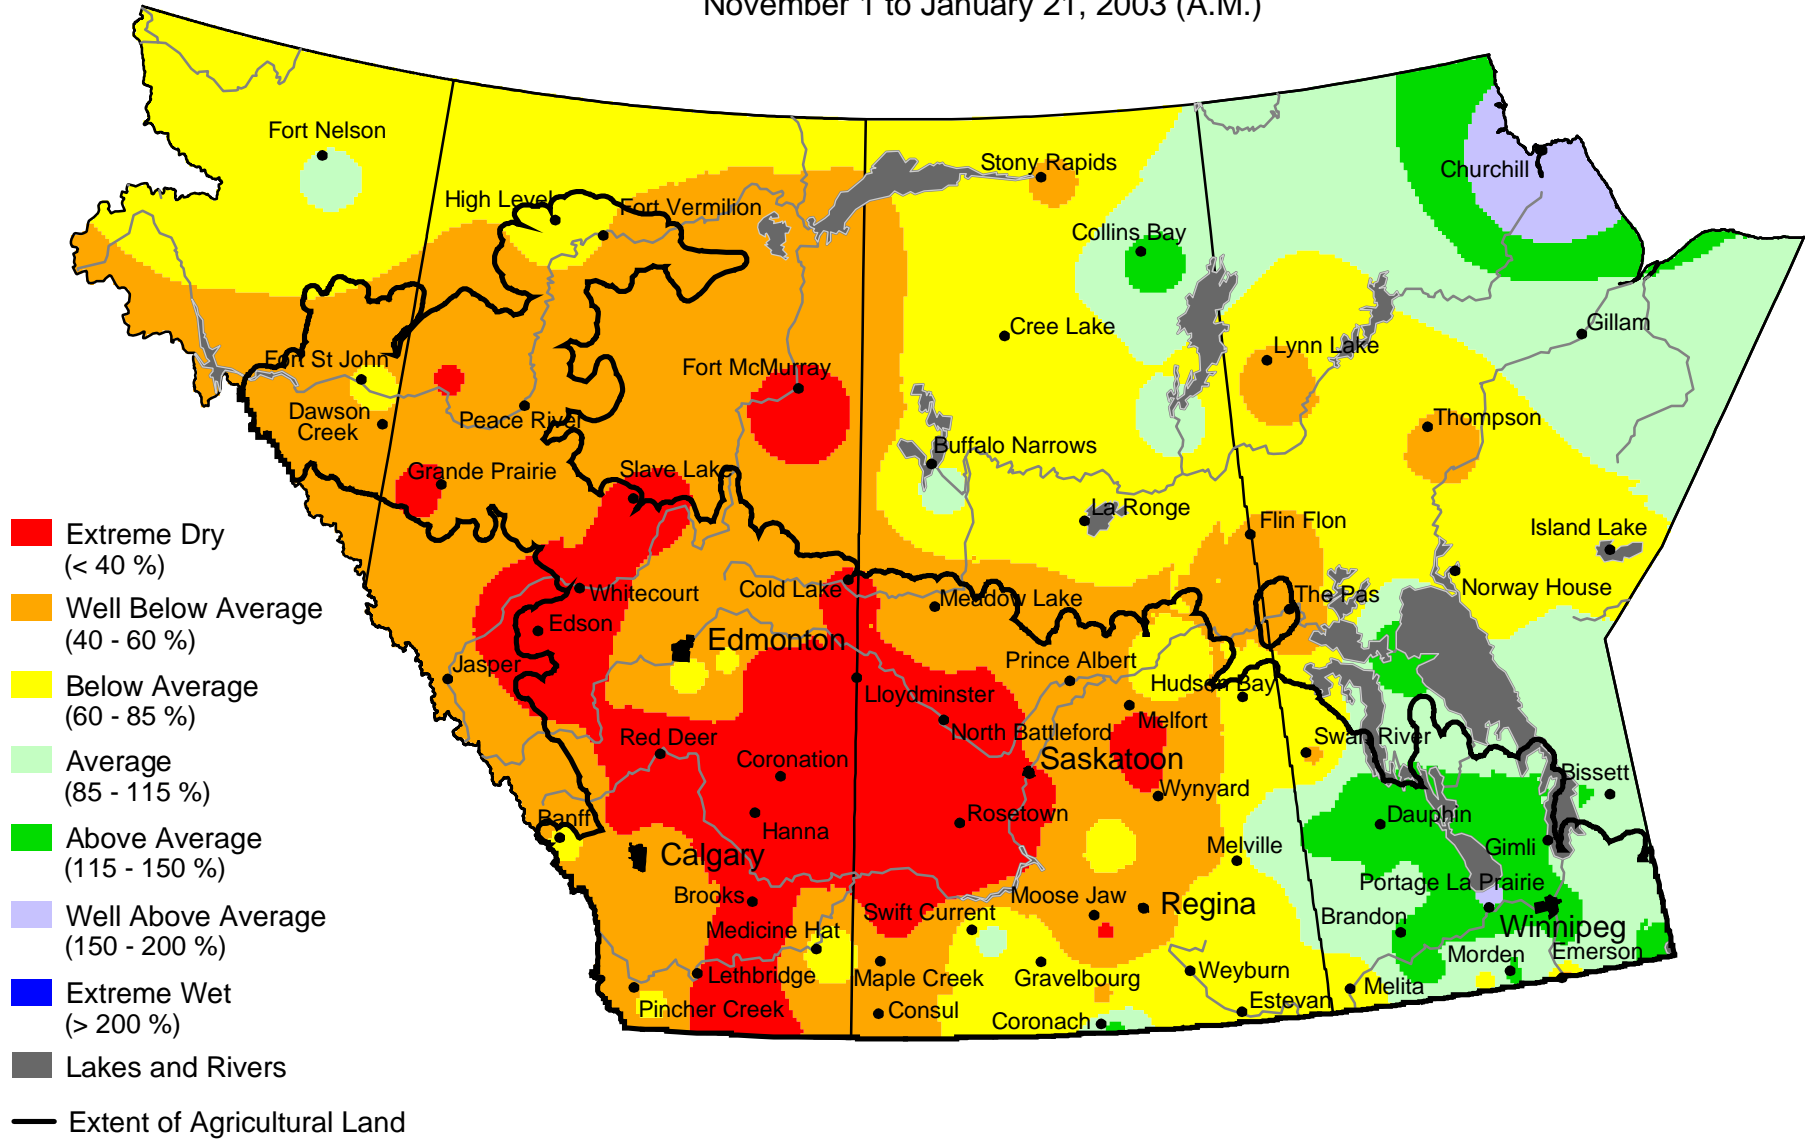 November 1 to January 21, 2003 (A.M.)
Fort Nelson
High Level
Fort Vermilion
Stony Rapids
Collins Bay
Churchill
Cree Lake
Gillam
Lynn Lake
Fort St John
Fort McMurray
Dawson
Creek
Peace River
Thompson
Buffalo Narrows
Grande Prairie
Slave Lake
La Ronge
Flin Flon
Island Lake
Extreme Dry
(< 40 %)
Well Below Average
(40 - 60 %)
Below Average
(60 - 85 %)
Average
(85 - 115 %)
Above Average
(115 - 150 %)
Well Above Average
(150 - 200 %)
Extreme Wet
(> 200 %)
Lakes and Rivers
Extent of Agricultural Land
Whitecourt
Cold Lake
Meadow Lake
The Pas
Norway House
Edson
Edmonton
Jasper
Prince Albert
Lloydminster
Hudson Bay
North Battleford
Melfort
Red Deer
Swan River
Coronation
Saskatoon
Bissett
Wynyard
Banff
Hanna
Rosetown
Dauphin
Calgary
Melville
Gimli
Brooks
Portage La Prairie
Moose Jaw
Regina
Swift Current
Brandon
Winnipeg
Medicine Hat
Lethbridge
Maple Creek
Gravelbourg
Weyburn
Morden
Emerson
Pincher Creek
Consul
Coronach
Estevan
Melita